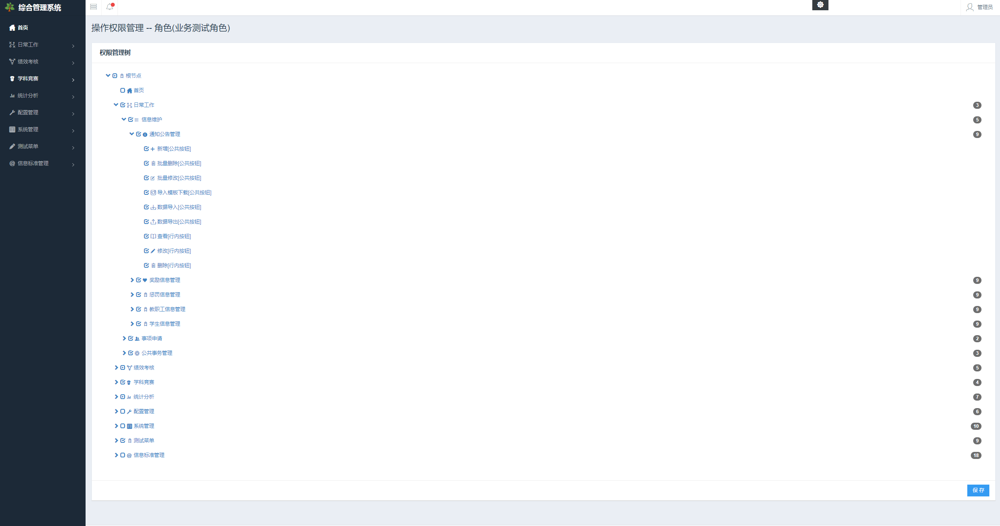 综合管理系统
管理员
首页
日常工作
绩效考核
学科竞赛
统计分析
配置管理
系统管理
测试菜单
信息标准管理
操作权限管理 -- 角色(业务测试角色)
权限管理树
根节点
首页
日常工作 3
信息维护 5
通知公告管理 9
新增[公共按钮]
批量删除[公共按钮]
批量修改[公共按钮]
导入模板下载[公共按钮]
数据导入[公共按钮]
数据导出[公共按钮]
查看[行内按钮]
修改[行内按钮]
删除[行内按钮]
奖励信息管理 9
惩罚信息管理 9
教职工信息管理 9
学生信息管理 9
事项申请 2
公共事务管理 3
绩效考核 5
学科竞赛 4
统计分析 7
配置管理 6
系统管理 10
测试菜单 9
信息标准管理 18
保存